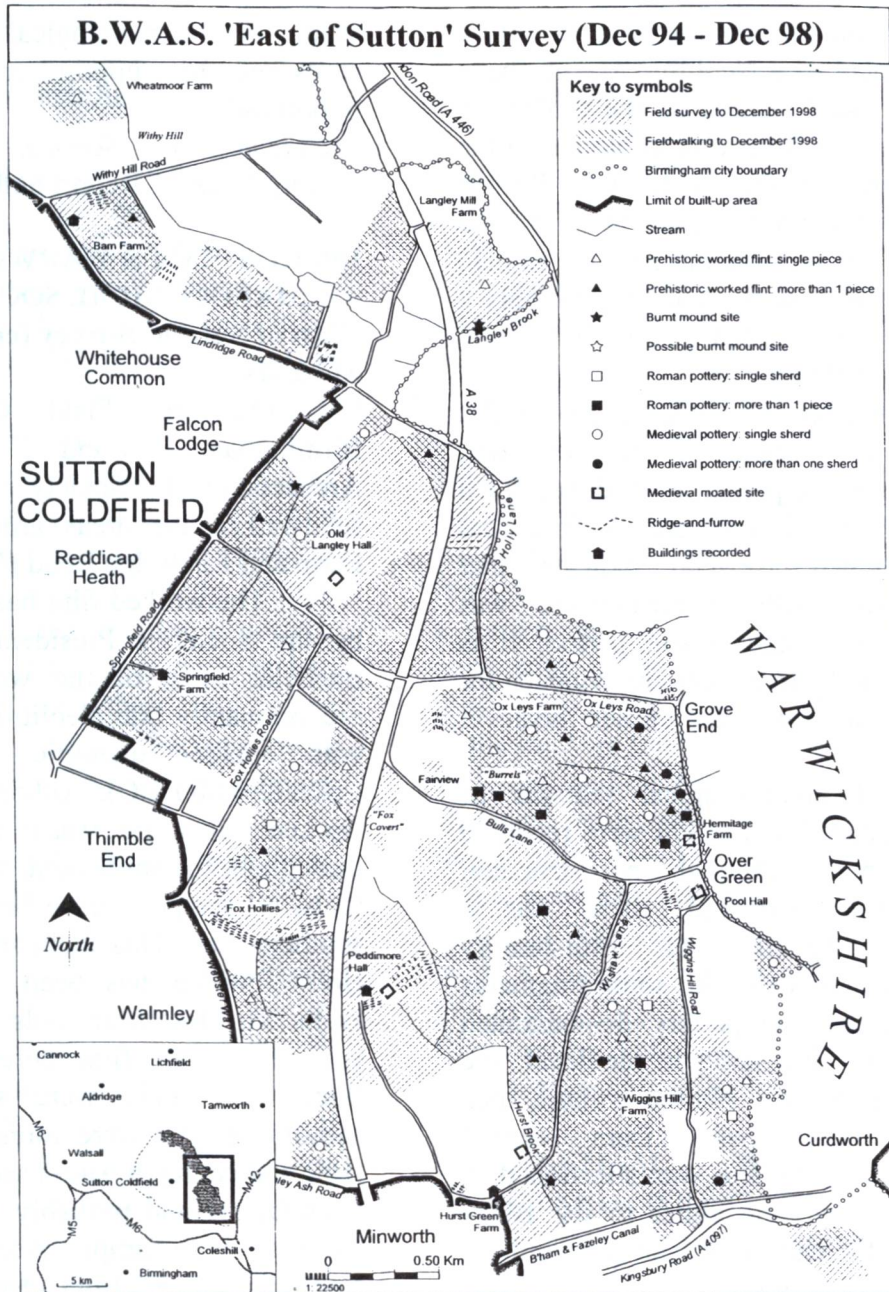 B.W.A.S. 'East of Sutton' Survey (Dec 94 - Dec 98)
Key to symbols
Field survey to December 1998
Fieldwalking to December 1998
Birmingham city boundary
Limit of built-up area
Stream
Prehistoric worked flint: single piece
Prehistoric worked flint: more than 1 piece
Burnt mound site
Possible burnt mound site
Roman pottery: single sherd
Roman pottery: more than 1 piece
Medieval pottery: single sherd
Medieval pottery: more than one sherd
Medieval moated site
Ridge-and-furrow
Buildings recorded
Wheatmoor Farm
Withy Hill
Withy Hill Road
don Road (A 446)
Langley Mill
Farm
Barn Farm
Langley Brook
Lindridge Road
Whitehouse
Common
A 38
Falcon
Lodge
SUTTON
COLDFIELD
Old
Langley Hall
Holly Lane
Reddicap
Heath
Springfield Road
Springfield
Farm
WARWICKSHIRE
Ox Leys Farm
Ox Leys Road
Grove
End
Fox Hollies Road
Fairview
"Burrels"
"Fox
Covert"
Bulls Lane
Hermitage
Farm
Thimble
End
Over
Green
Pool Hall
North
Fox Hollies
Peddimore
Hall
Wishaw Lane
Wiggins Hill Road
Webster Way
Walmley
Wiggins Hill
Farm
Hurst Brook
Curdworth
Cannock
Lichfield
Aldridge
Tamworth
M6
Walsall
Sutton Coldfield
M42
M5
M6
Coleshill
Birmingham
5 km
ley Ash Road
Minworth
Hurst Green
Farm
B'ham & Fazeley Canal
Kingsbury Road (A 4097)
0 0.50 Km
1: 22500